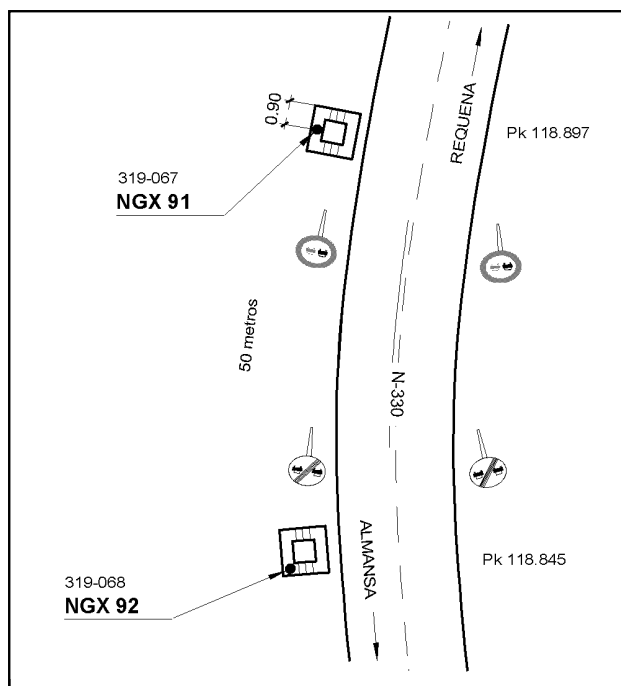 0.90
REQUENA
Pk 118.897
319-067
NGX 91
50 metros
N-330
ALMANSA
Pk 118.845
319-068
NGX 92